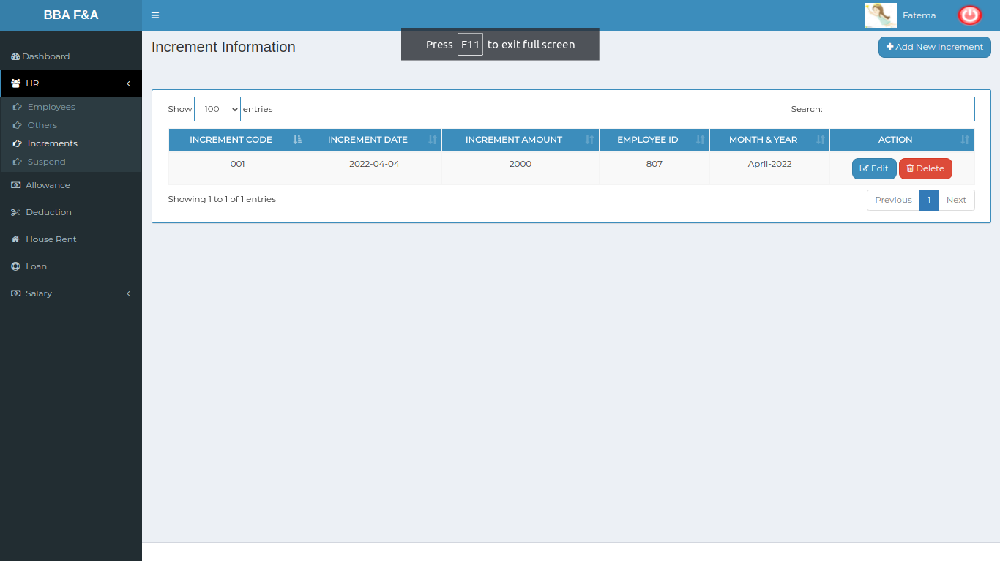 BBA F&A
Fatema
Press F11 to exit full screen
Increment Information
Add New Increment
Dashboard
HR
Employees
Others
Increments
Suspend
Allowance
Deduction
House Rent
Loan
Salary
Show 100 entries
Search:
INCREMENT CODE INCREMENT DATE INCREMENT AMOUNT EMPLOYEE ID MONTH & YEAR ACTION
001 2022-04-04 2000 807 April-2022 Edit Delete
Showing 1 to 1 of 1 entries
Previous 1 Next